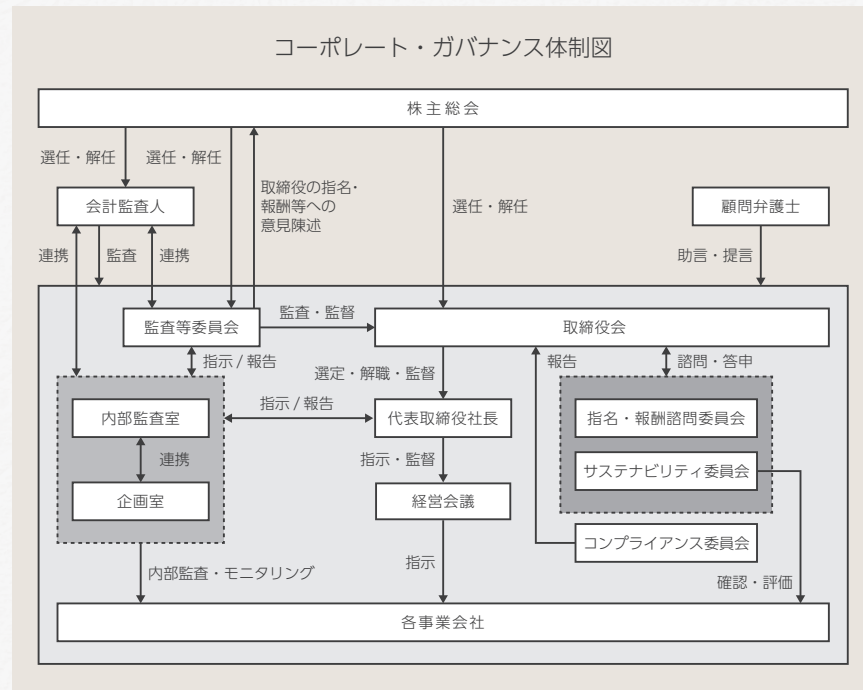 コーポレート・ガバナンス体制図
株主総会
選任・解任
選任・解任
取締役の指名・
報酬等への
意見陳述
選任・解任
会計監査人
顧問弁護士
連携
監査
連携
助言・提言
監査等委員会
監査・監督
取締役会
指示 / 報告
選定・解職・監督
報告
諮問・答申
内部監査室
指示 / 報告
代表取締役社長
指名・報酬諮問委員会
連携
指示・監督
サステナビリティ委員会
企画室
経営会議
コンプライアンス委員会
内部監査・モニタリング
指示
確認・評価
各事業会社